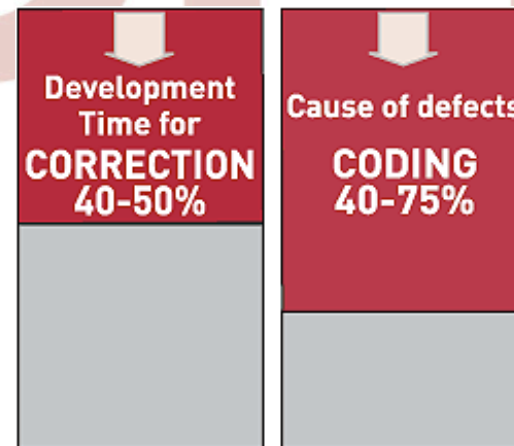 Development
Time for
CORRECTION
40-50%
Cause of defects
CODING
40-75%